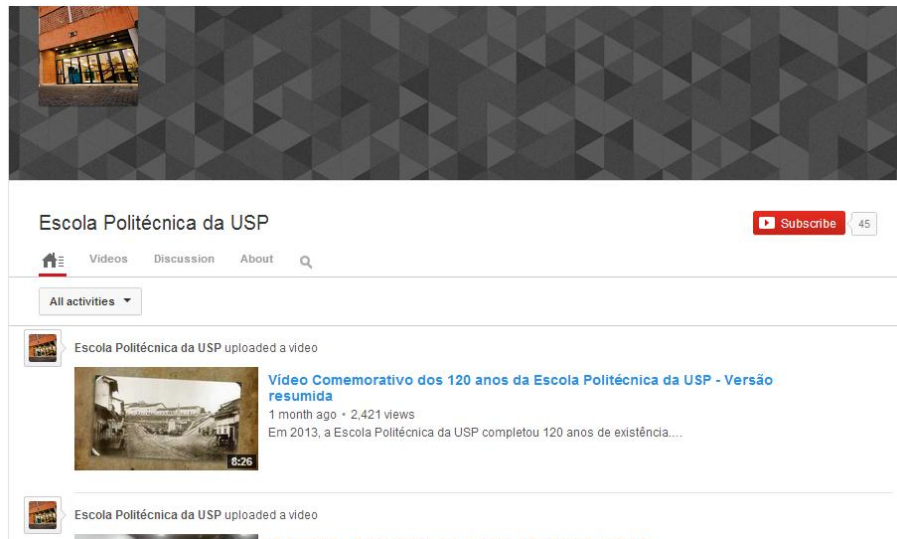 Escola Politécnica da USP
Subscribe 45
Videos Discussion About
All activities
Escola Politécnica da USP uploaded a video
Vídeo Comemorativo dos 120 anos da Escola Politécnica da USP - Versão
resumida
1 month ago • 2,421 views
Em 2013, a Escola Politécnica da USP completou 120 anos de existência....
8:26
Escola Politécnica da USP uploaded a video